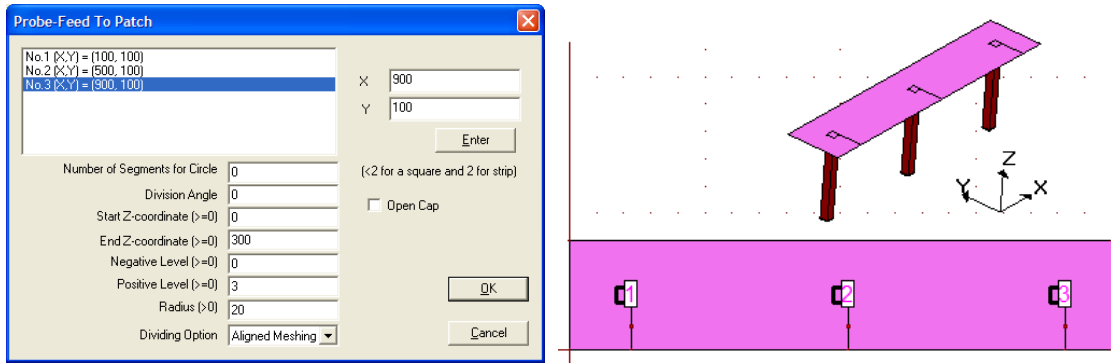 Probe-Feed To Patch
No.1 (X,Y) = (100, 100)
No.2 (X,Y) = (500, 100)
No.3 (X,Y) = (900, 100)
X 900
Y 100
Enter
Number of Segments for Circle 0 (<2 for a square and 2 for strip)
Division Angle 0
Open Cap
Start Z-coordinate (>=0) 0
End Z-coordinate (>=0) 300
Negative Level (>=0) 0
Positive Level (>=0) 3
OK
Radius (>0) 20
Dividing Option Aligned Meshing
Cancel
Z
Y X
1 2 3